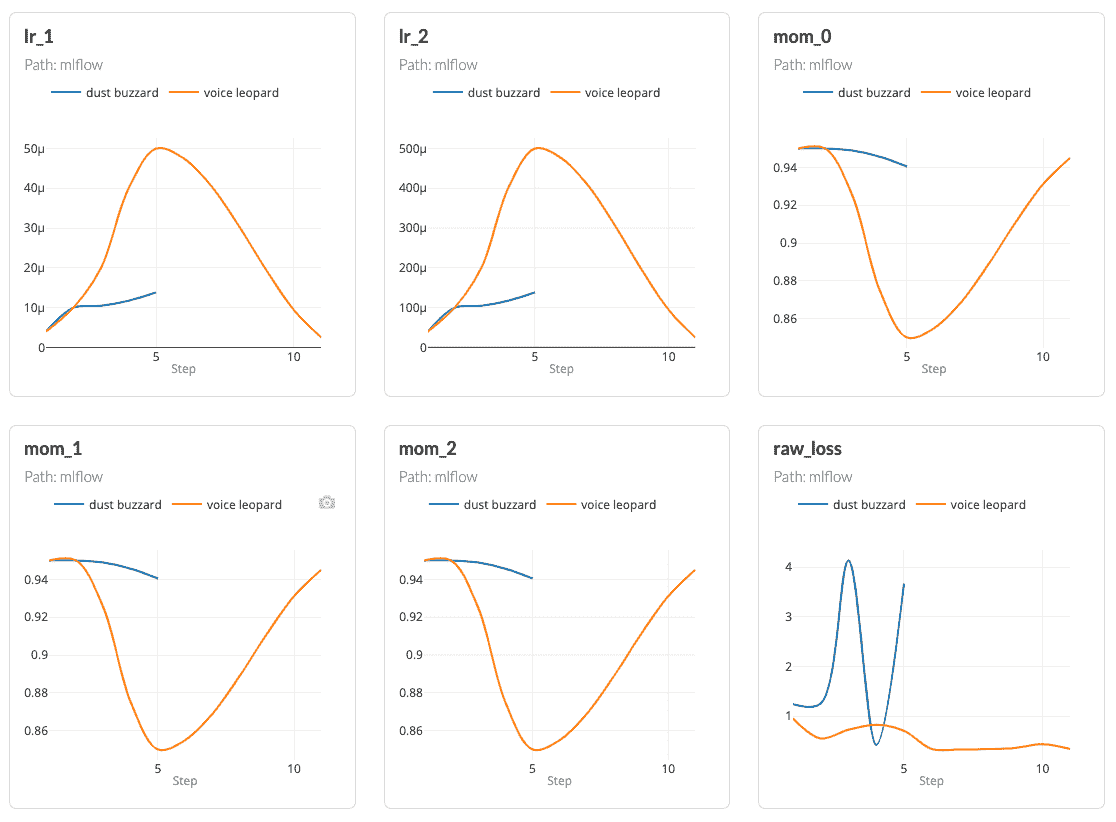 lr_1
Path: mlflow
dust buzzard voice leopard
50μ
40μ
30μ
20μ
10μ
0
5 10
Step
lr_2
Path: mlflow
dust buzzard voice leopard
500μ
400μ
300μ
200μ
100μ
0
5 10
Step
mom_0
Path: mlflow
dust buzzard voice leopard
0.94
0.92
0.9
0.88
0.86
5 10
Step
mom_1
Path: mlflow
dust buzzard voice leopard
0.94
0.92
0.9
0.88
0.86
5 10
Step
mom_2
Path: mlflow
dust buzzard voice leopard
0.94
0.92
0.9
0.88
0.86
5 10
Step
raw_loss
Path: mlflow
dust buzzard voice leopard
4
3
2
1
5 10
Step